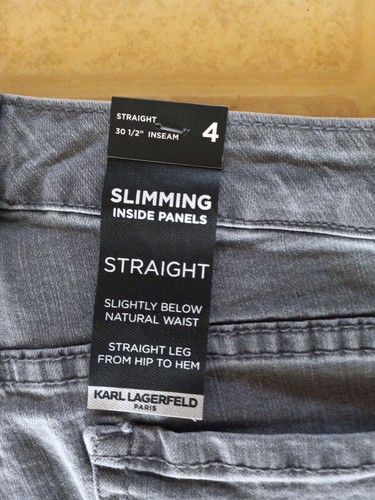 STRAIGHT
30 1/2" INSEAM 4
SLIMMING
INSIDE PANELS
STRAIGHT
SLIGHTLY BELOW
NATURAL WAIST
STRAIGHT LEG
FROM HIP TO HEM
KARL LAGERFELD
PARIS